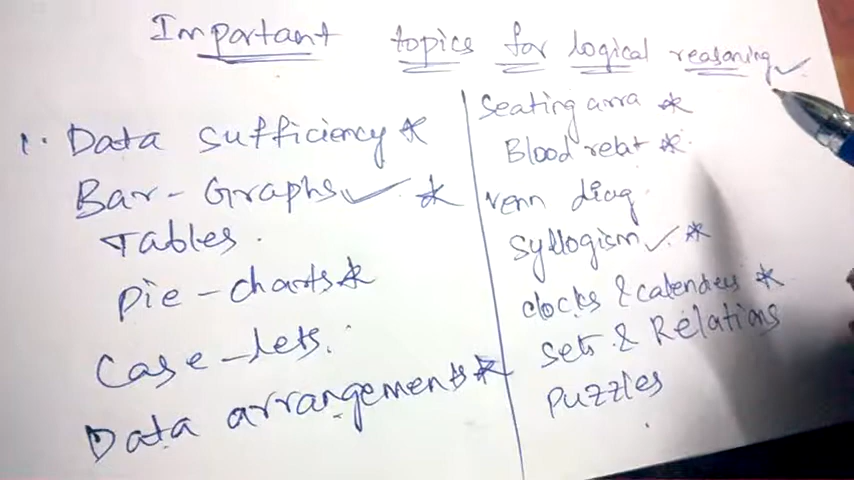 Important topics for logical reasoning
1. Data sufficiency
Bar-Graphs
Tables.
Pie-charts
Case-lets.
Data arrangements
Seating arra
Blood relat
venn diag
Syllogism
clocks & calenders
Sets & Relations
Puzzles